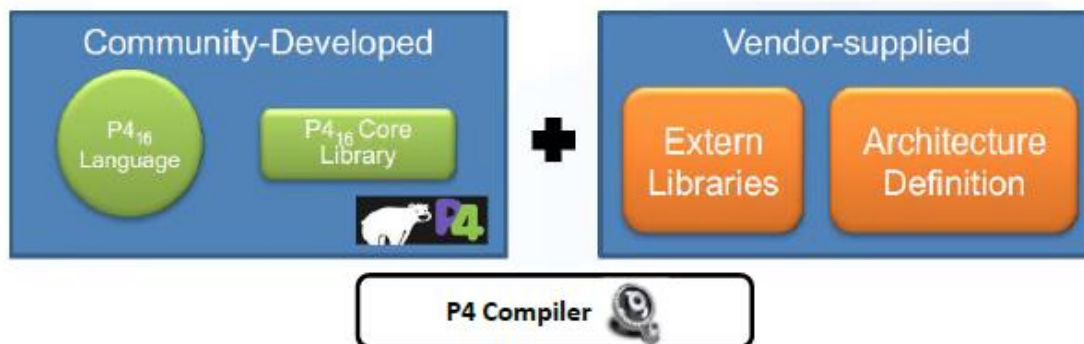 Community-Developed
P4₁₆
Language
P4₁₆ Core
Library
P4
Vendor-supplied
Extern
Libraries
Architecture
Definition
P4 Compiler